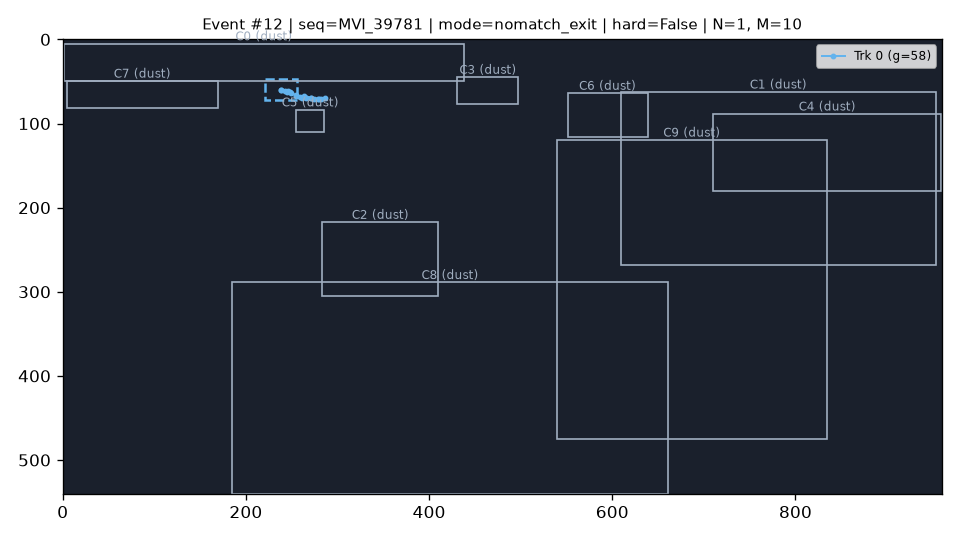 Event #12 | seq=MVI_39781 | mode=nomatch_exit | hard=False | N=1, M=10
Trk 0 (g=58)
C0 (dust)
C7 (dust)
C3 (dust)
C5 (dust)
C6 (dust)
C1 (dust)
C4 (dust)
C9 (dust)
C2 (dust)
C8 (dust)
0
100
200
300
400
500
0
200
400
600
800